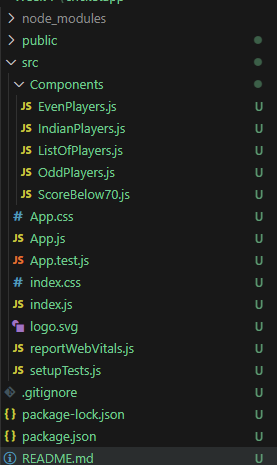 node_modules
public
src
Components
JS EvenPlayers.js U
JS IndianPlayers.js U
JS ListOfPlayers.js U
JS OddPlayers.js U
JS ScoreBelow70.js U
# App.css U
JS App.js U
JS App.test.js U
# index.css U
JS index.js U
logo.svg U
JS reportWebVitals.js U
JS setupTests.js U
.gitignore U
{} package-lock.json U
{} package.json U
README.md U